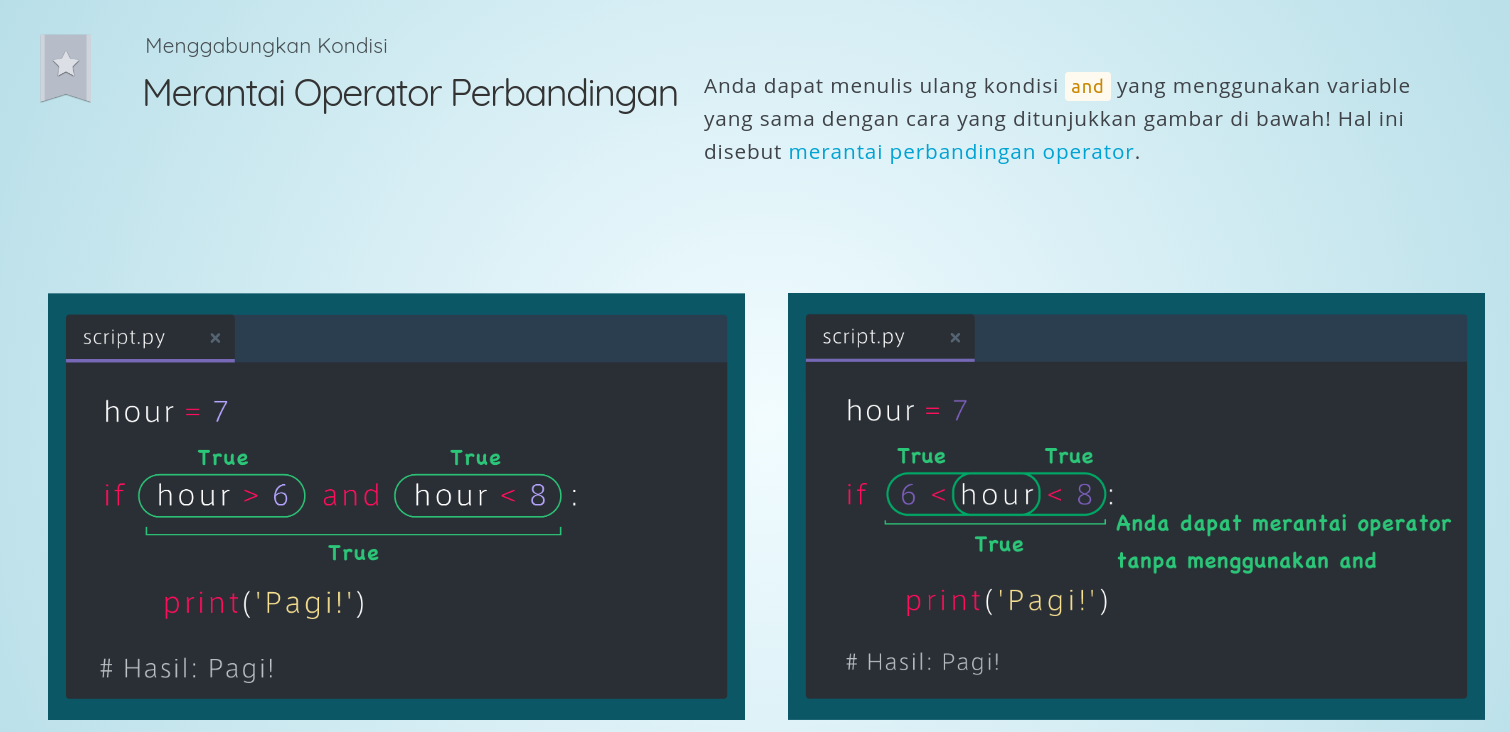 Menggabungkan Kondisi
Merantai Operator Perbandingan
Anda dapat menulis ulang kondisi and yang menggunakan variable
yang sama dengan cara yang ditunjukkan gambar di bawah! Hal ini
disebut merantai perbandingan operator.
script.py ×
hour = 7
True True
if hour > 6 and hour < 8 :
True
print('Pagi!')
# Hasil: Pagi!
script.py ×
hour = 7
True True
if 6 < hour < 8 :
Anda dapat merantai operator
True
tanpa menggunakan and
print('Pagi!')
# Hasil: Pagi!